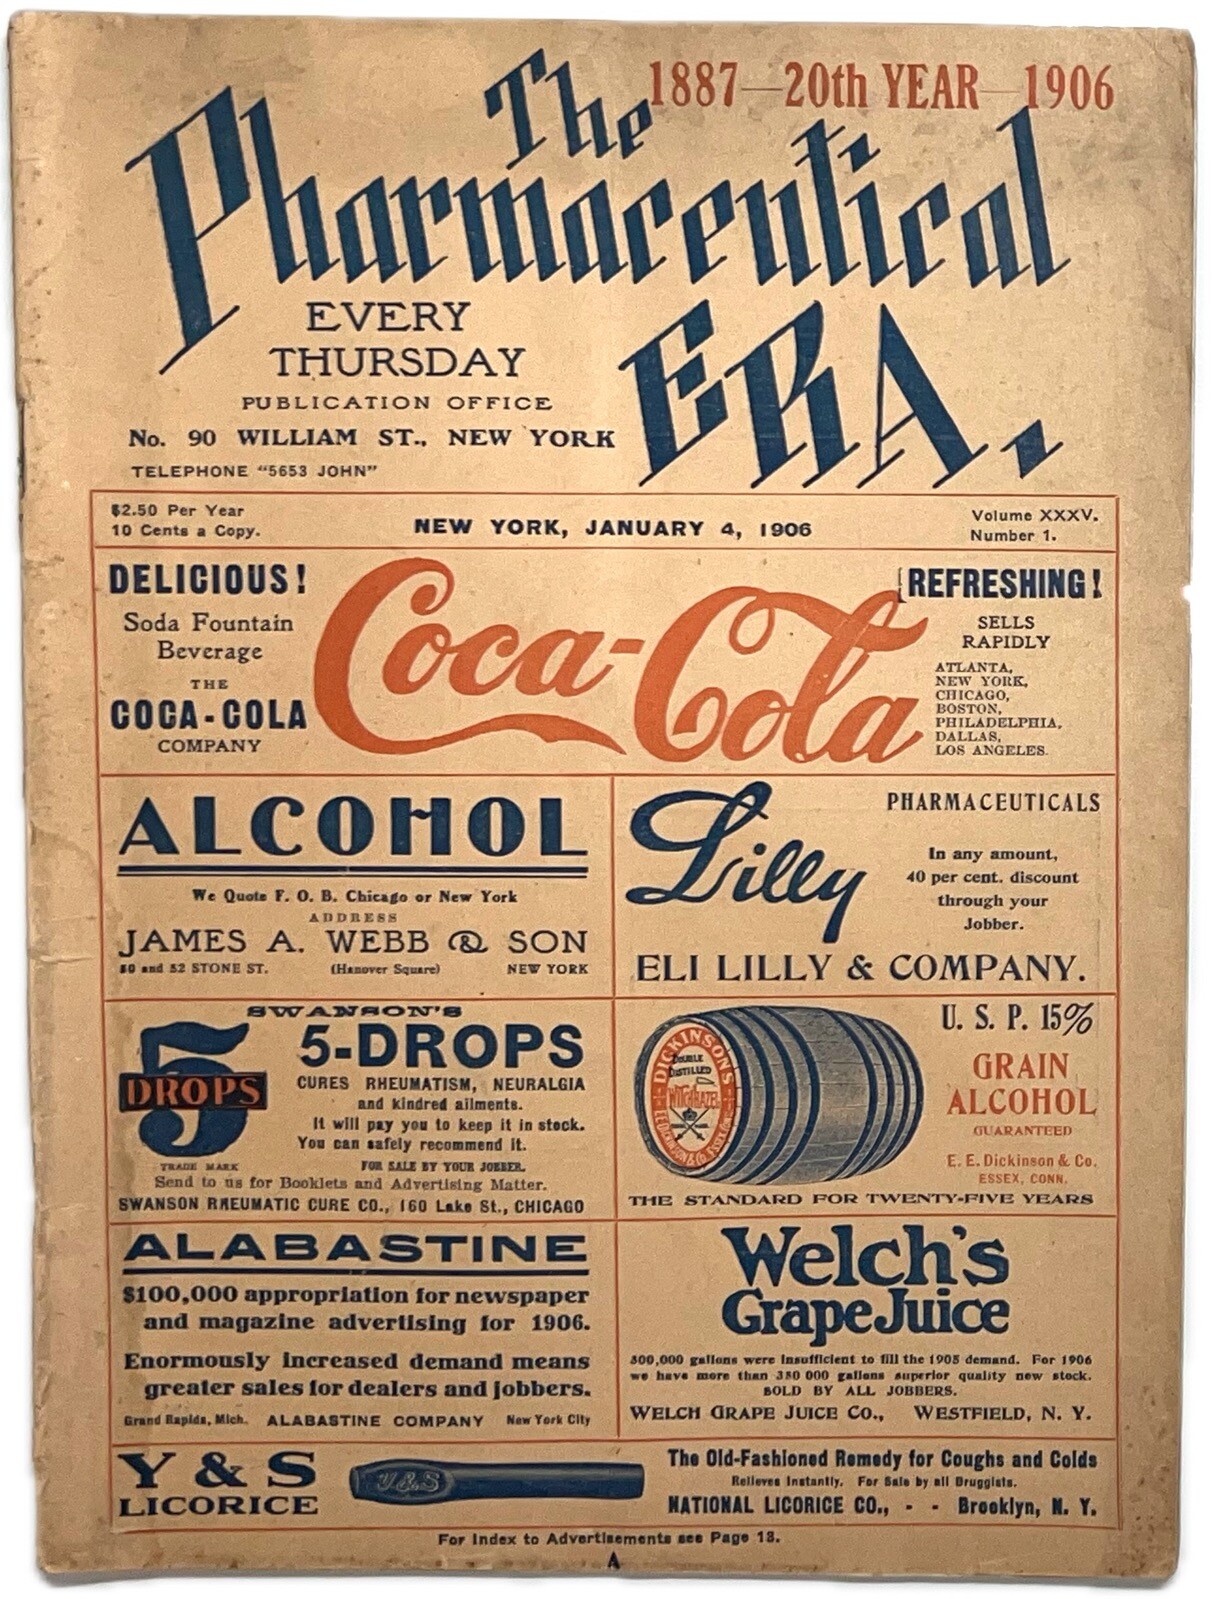 1887—20th YEAR—1906
The
Pharmaceutical
ERA.
EVERY
THURSDAY
PUBLICATION OFFICE
No. 90 WILLIAM ST., NEW YORK
TELEPHONE "5653 JOHN"
$2.50 Per Year
10 Cents a Copy.
NEW YORK, JANUARY 4, 1906
Volume XXXV.
Number 1.
DELICIOUS!
Soda Fountain
Beverage
THE
COCA-COLA
COMPANY
Coca-Cola
REFRESHING!
SELLS
RAPIDLY
ATLANTA,
NEW YORK,
CHICAGO,
BOSTON,
PHILADELPHIA,
DALLAS,
LOS ANGELES.
ALCOHOL
We Quote F. O. B. Chicago or New York
ADDRESS
JAMES A. WEBB & SON
50 and 52 STONE ST. (Hanover Square) NEW YORK
Lilly
PHARMACEUTICALS
In any amount,
40 per cent. discount
through your
Jobber.
ELI LILLY & COMPANY.
SWANSON'S
5
DROPS
TRADE MARK
5-DROPS
CURES RHEUMATISM, NEURALGIA
and kindred ailments.
It will pay you to keep it in stock.
You can safely recommend it.
FOR SALE BY YOUR JOBBER.
Send to us for Booklets and Advertising Matter.
SWANSON RHEUMATIC CURE CO., 160 Lake St., CHICAGO
DICKINSON'S
DOUBLE
DISTILLED
WITCH HAZEL
U. S. P. 15%
GRAIN
ALCOHOL
GUARANTEED
E. E. Dickinson & Co.
ESSEX, CONN.
THE STANDARD FOR TWENTY-FIVE YEARS
ALABASTINE
$100,000 appropriation for newspaper
and magazine advertising for 1906.
Enormously increased demand means
greater sales for dealers and jobbers.
Grand Rapids, Mich. ALABASTINE COMPANY New York City
Welch's
Grape Juice
300,000 gallons were insufficient to fill the 1905 demand. For 1906
we have more than 350 000 gallons superior quality new stock.
SOLD BY ALL JOBBERS.
WELCH GRAPE JUICE CO., WESTFIELD, N. Y.
Y & S
LICORICE
Y&S
The Old-Fashioned Remedy for Coughs and Colds
Relieves Instantly. For Sale by all Druggists.
NATIONAL LICORICE CO., - - Brooklyn, N. Y.
For Index to Advertisements see Page 13.
A